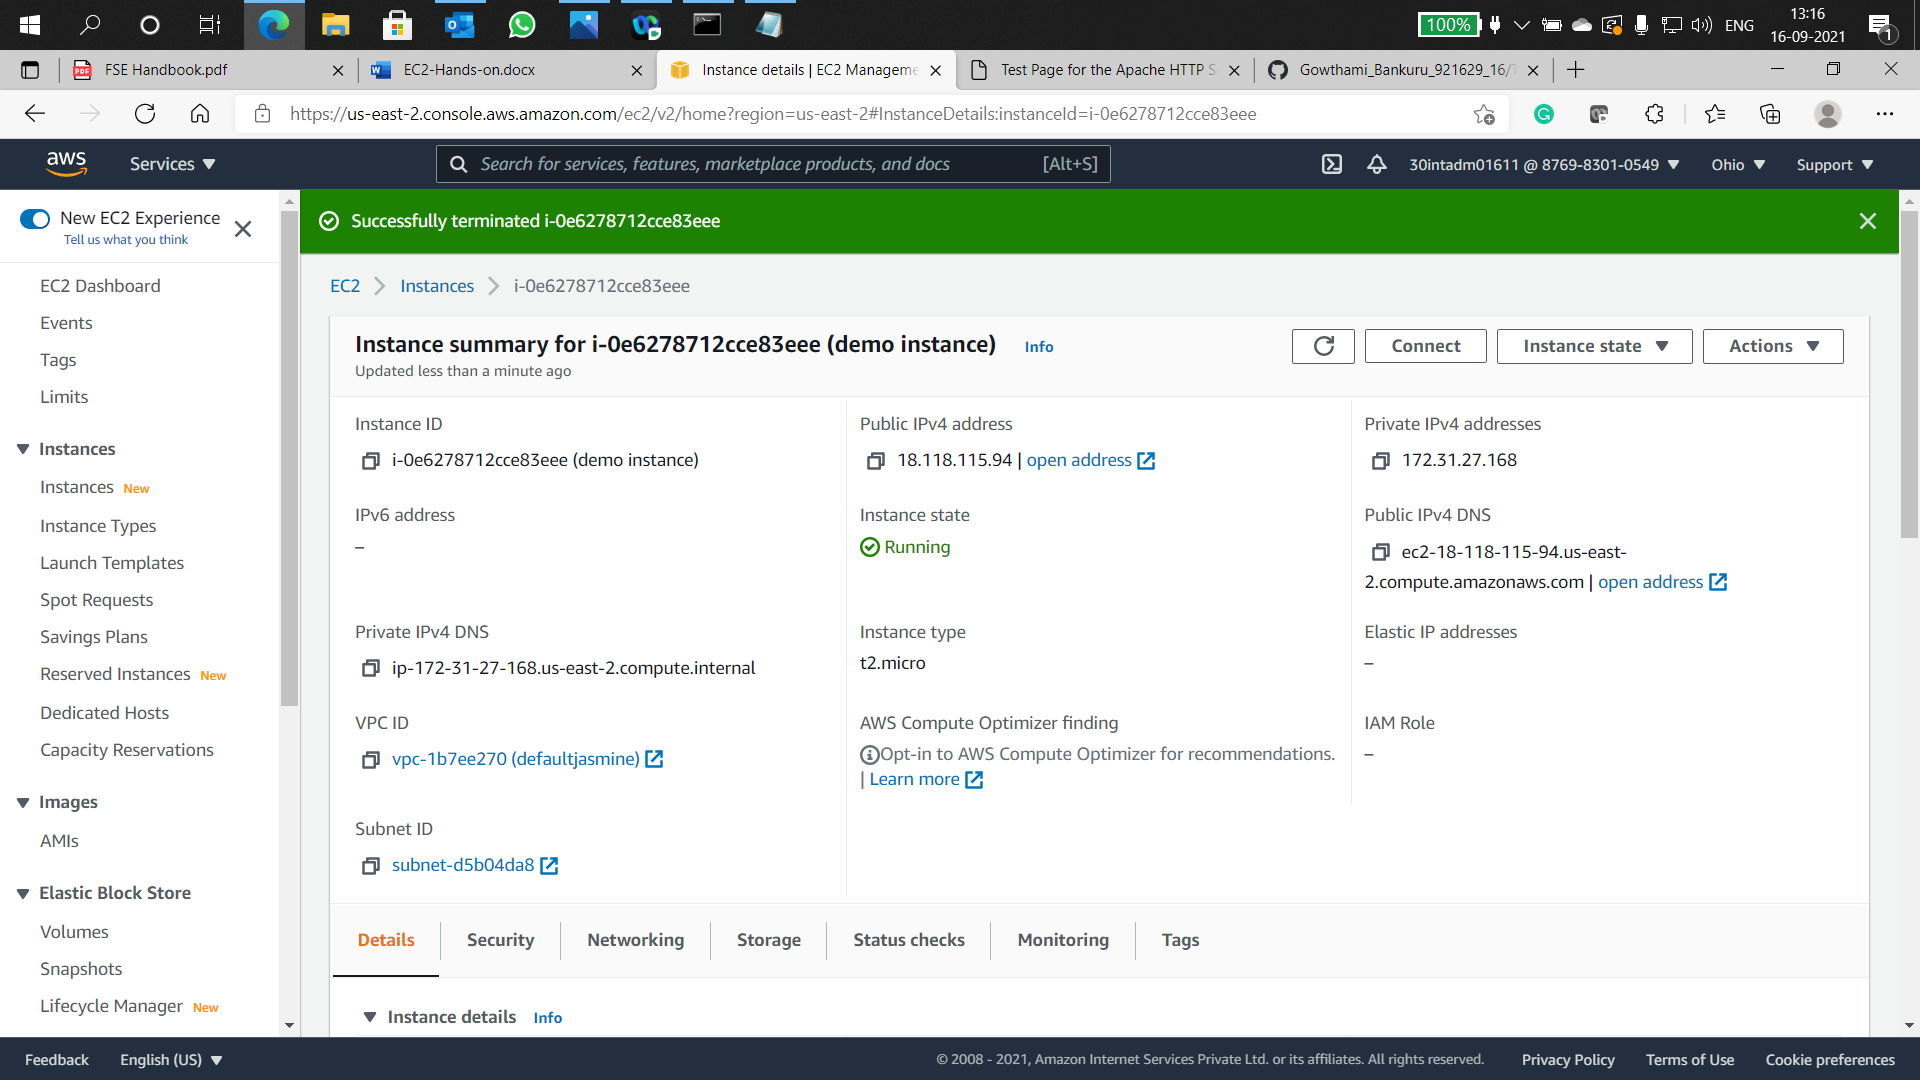 100%
ENG
13:16
16-09-2021
1
FSE Handbook.pdf
EC2-Hands-on.docx
Instance details | EC2 Manageme
Test Page for the Apache HTTP S
Gowthami_Bankuru_921629_16/T
https://us-east-2.console.aws.amazon.com/ec2/v2/home?region=us-east-2#InstanceDetails:instanceId=i-0e6278712cce83eee
aws
Services
Search for services, features, marketplace products, and docs
[Alt+S]
30intadm01611 @ 8769-8301-0549
Ohio
Support
New EC2 Experience
Tell us what you think
EC2 Dashboard
Events
Tags
Limits
Instances
Instances New
Instance Types
Launch Templates
Spot Requests
Savings Plans
Reserved Instances New
Dedicated Hosts
Capacity Reservations
Images
AMIs
Elastic Block Store
Volumes
Snapshots
Lifecycle Manager New
Successfully terminated i-0e6278712cce83eee
EC2
Instances
i-0e6278712cce83eee
Instance summary for i-0e6278712cce83eee (demo instance) Info
Updated less than a minute ago
Connect
Instance state
Actions
Instance ID
i-0e6278712cce83eee (demo instance)
Public IPv4 address
18.118.115.94 | open address
Private IPv4 addresses
172.31.27.168
IPv6 address
–
Instance state
Running
Public IPv4 DNS
ec2-18-118-115-94.us-east-
2.compute.amazonaws.com | open address
Private IPv4 DNS
ip-172-31-27-168.us-east-2.compute.internal
Instance type
t2.micro
Elastic IP addresses
–
VPC ID
vpc-1b7ee270 (defaultjasmine)
AWS Compute Optimizer finding
Opt-in to AWS Compute Optimizer for recommendations.
| Learn more
IAM Role
–
Subnet ID
subnet-d5b04da8
Details
Security
Networking
Storage
Status checks
Monitoring
Tags
Instance details Info
Feedback
English (US)
© 2008 - 2021, Amazon Internet Services Private Ltd. or its affiliates. All rights reserved.
Privacy Policy
Terms of Use
Cookie preferences